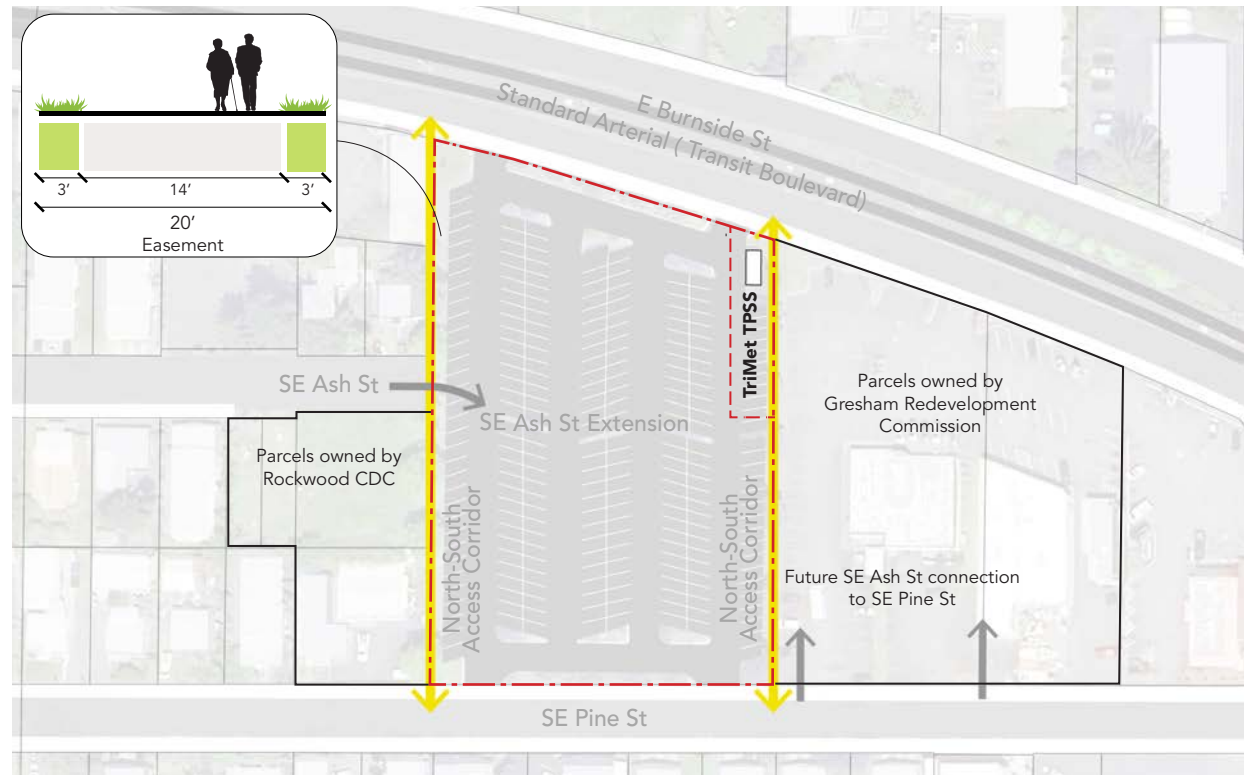 3’
14’
3’
20’
Easement
E Burnside St
Standard Arterial ( Transit Boulevard)
TriMet TPSS
SE Ash St
SE Ash St Extension
Parcels owned by
Rockwood CDC
Parcels owned by
Gresham Redevelopment
Commission
North-South
Access Corridor
North-South
Access Corridor
Future SE Ash St connection
to SE Pine St
SE Pine St